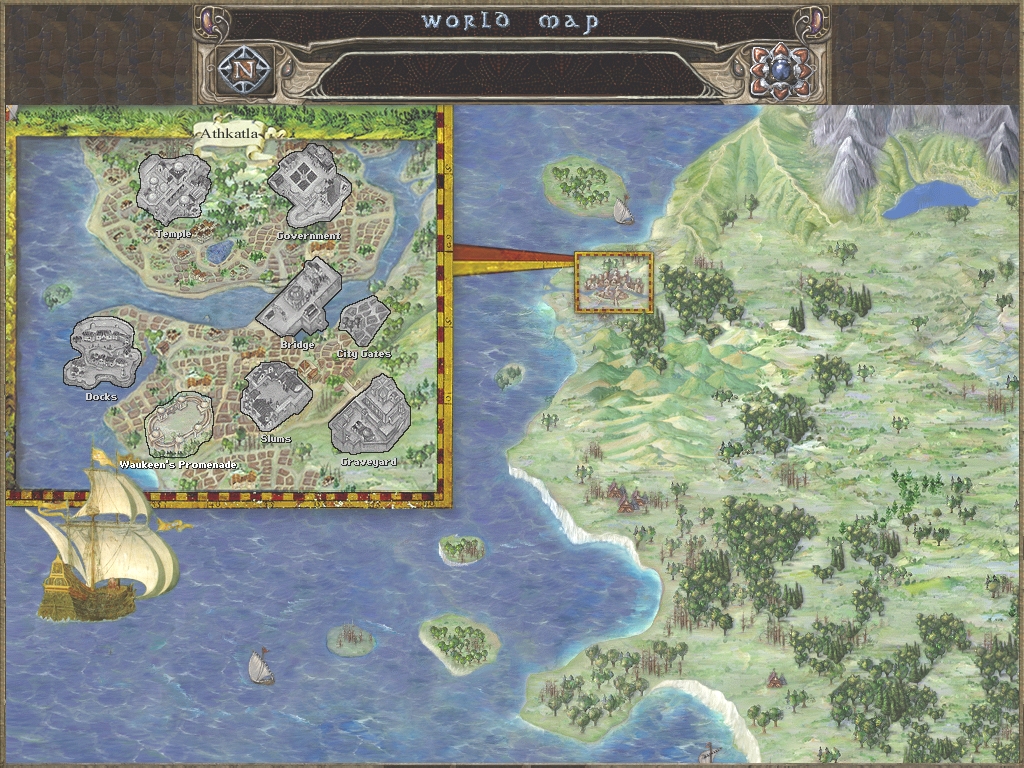 World Map
N
Athkatla
Temple
Government
Bridge
City Gates
Docks
Slums
Graveyard
Waukeen's Promenade